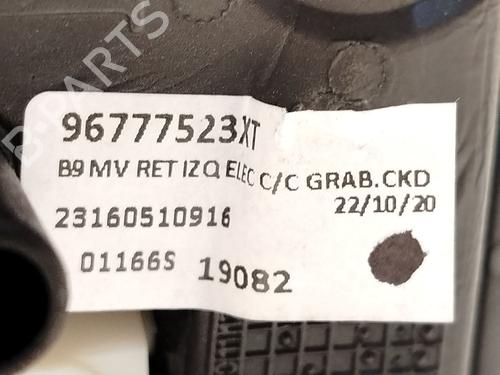 B-PARTS
96777523XT
B9 MV RET IZQ ELEC C/C GRAB.CKD
22/10/20
23160510916
01166S 19082